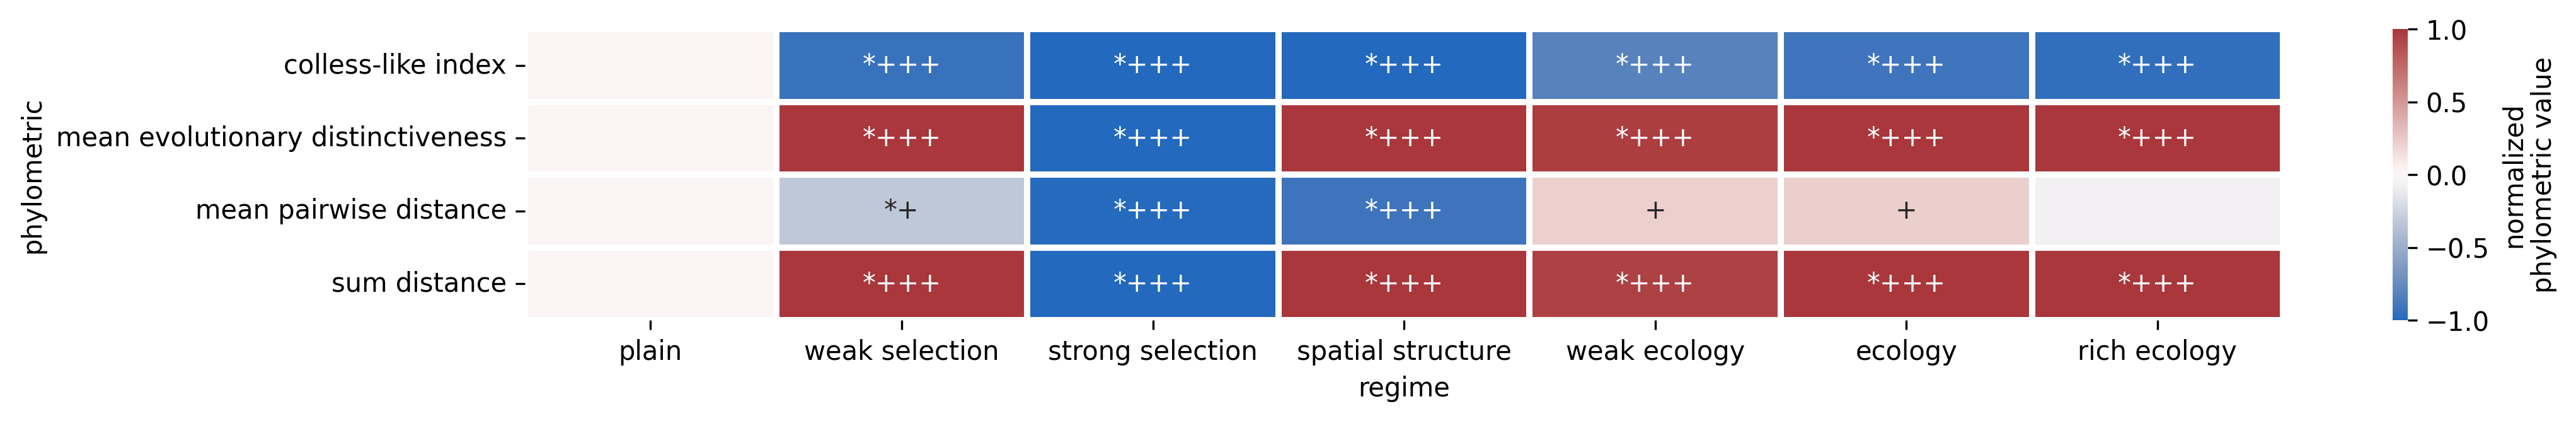 phylometric
colless-like index *+++ *+++ *+++ *+++ *+++ *+++
mean evolutionary distinctiveness *+++ *+++ *+++ *+++ *+++ *+++
mean pairwise distance *+ *+++ *+++ + +
sum distance *+++ *+++ *+++ *+++ *+++ *+++
plain weak selection strong selection spatial structure weak ecology ecology rich ecology
regime
1.0
0.5
0.0
−0.5
−1.0
normalized
phylometric value